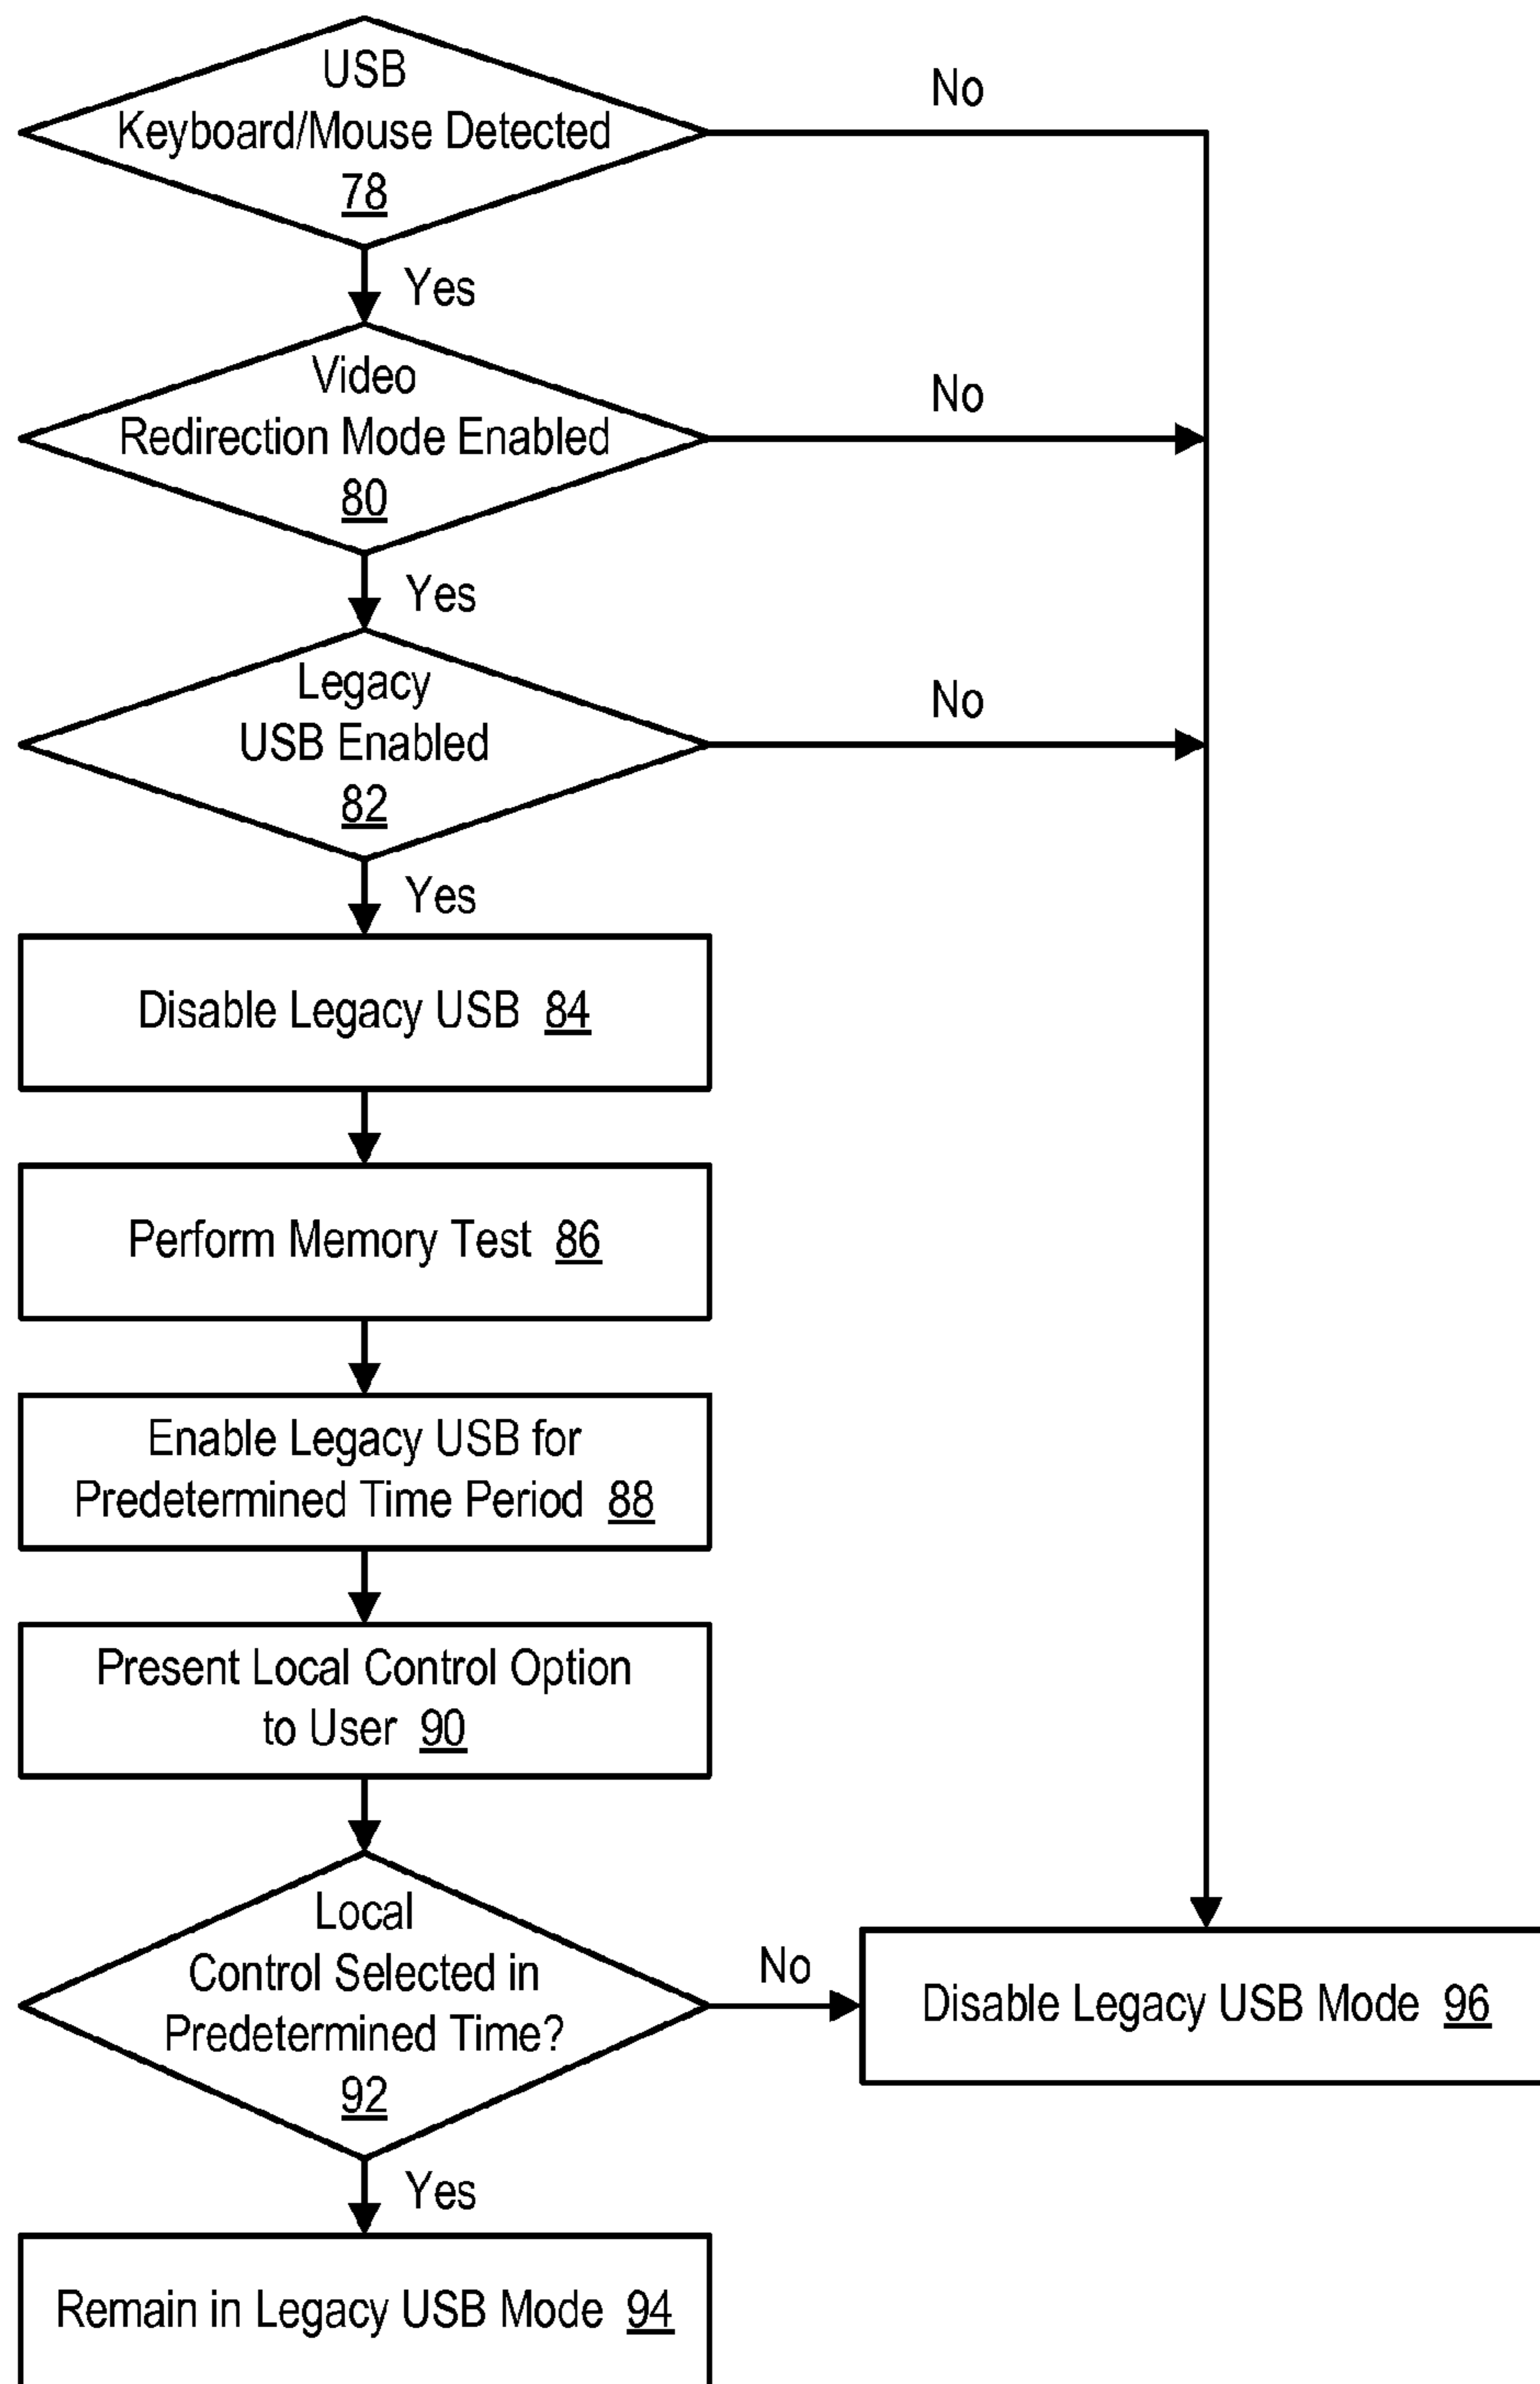 USB
Keyboard/Mouse Detected
78
No
Yes
Video
Redirection Mode Enabled
80
No
Yes
Legacy
USB Enabled
82
No
Yes
Disable Legacy USB 84
Perform Memory Test 86
Enable Legacy USB for
Predetermined Time Period 88
Present Local Control Option
to User 90
Local
Control Selected in
Predetermined Time?
92
No
Disable Legacy USB Mode 96
Yes
Remain in Legacy USB Mode 94